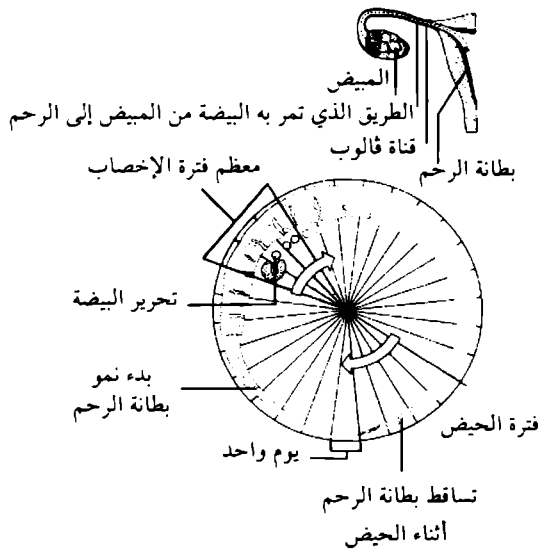 المبيض
الطريق الذي تمر به البيضة من المبيض إلى الرحم
قناة ڤالوب
بطانة الرحم
معظم فترة الإخصاب
تحرير البيضة
بدء نمو
بطانة الرحم
فترة الحيض
يوم واحد
تساقط بطانة الرحم
أثناء الحيض